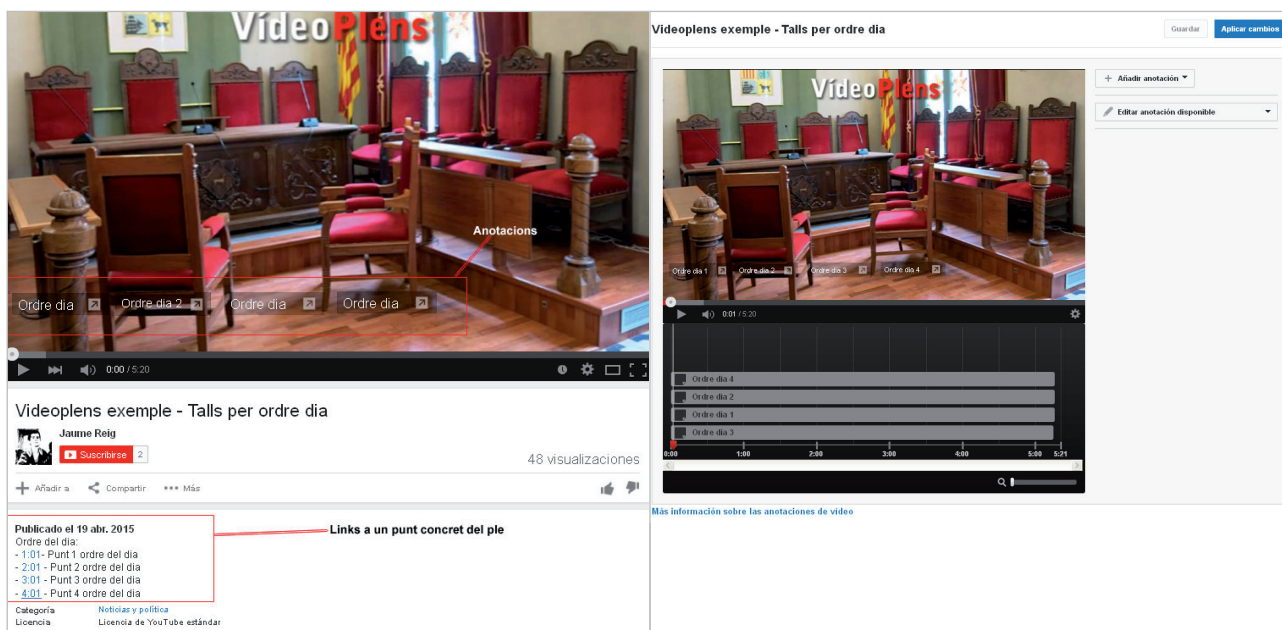 VídeoPlens
Anotacions
Ordre dia
Ordre dia 2
Ordre dia
Ordre dia
0:00 / 5:20
Videoplens exemple - Talls per ordre dia
Jaume Reig
Suscribirse 2
48 visualizaciones
Añadir a
Compartir
Más
Publicado el 19 abr. 2015
Ordre del dia:
- 1:01- Punt 1 ordre del dia
- 2:01 - Punt 2 ordre del dia
- 3:01 - Punt 3 ordre del dia
- 4:01 - Punt 4 ordre del dia
Links a un punt concret del ple
Categoría Noticias y política
Licencia Licencia de YouTube estándar
Videoplens exemple - Talls per ordre dia
Guardar
Aplicar cambios
VídeoPlens
+ Añadir anotación
Editar anotación disponible
Ordre dia 1
Ordre dia 2
Ordre dia 3
Ordre dia 4
0:01 / 5:20
Ordre dia 4
Ordre dia 2
Ordre dia 1
Ordre dia 3
0:00 1:00 2:00 3:00 4:00 5:00 5:21
Más información sobre las anotaciones de vídeo